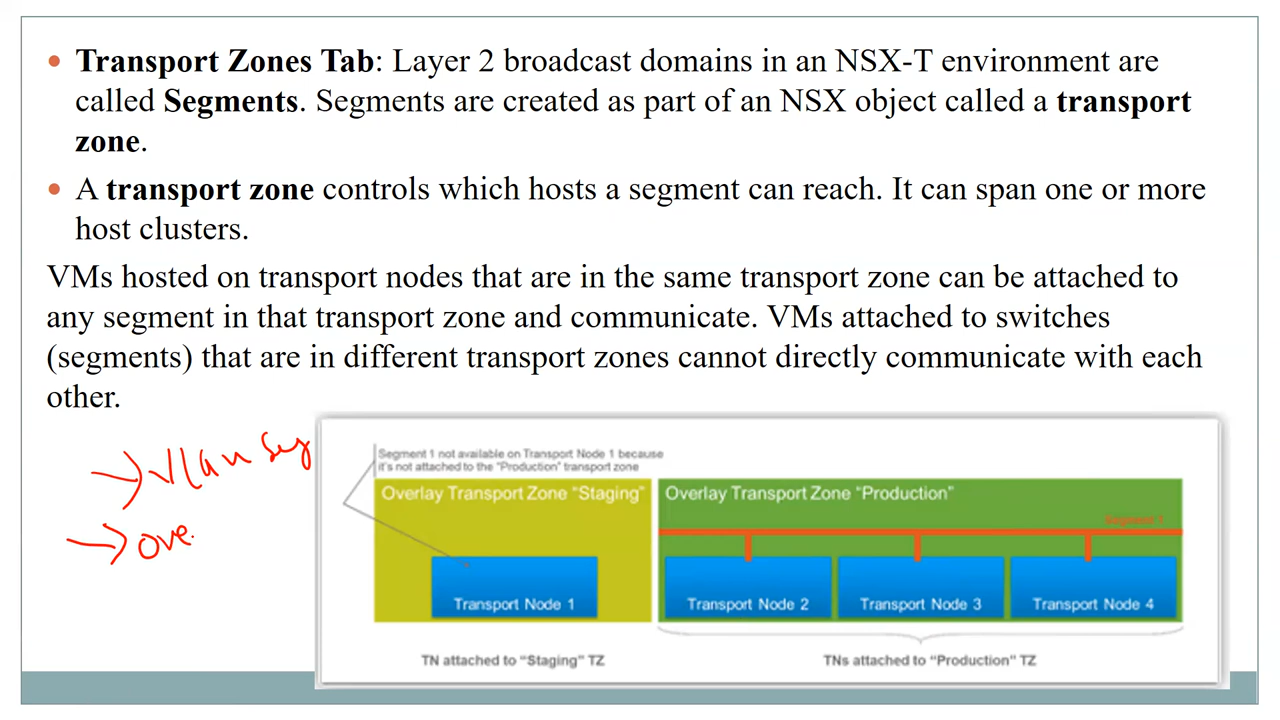 • Transport Zones Tab: Layer 2 broadcast domains in an NSX-T environment are
called Segments. Segments are created as part of an NSX object called a transport
zone.
• A transport zone controls which hosts a segment can reach. It can span one or more
host clusters.
VMs hosted on transport nodes that are in the same transport zone can be attached to
any segment in that transport zone and communicate. VMs attached to switches
(segments) that are in different transport zones cannot directly communicate with each
other.
→ Vlan Seg
→ ove
Segment 1 not available on Transport Node 1 because
it's not attached to the "Production" transport zone
Overlay Transport Zone "Staging"
Overlay Transport Zone "Production"
Segment 1
Transport Node 1
Transport Node 2
Transport Node 3
Transport Node 4
TN attached to "Staging" TZ
TNs attached to "Production" TZ